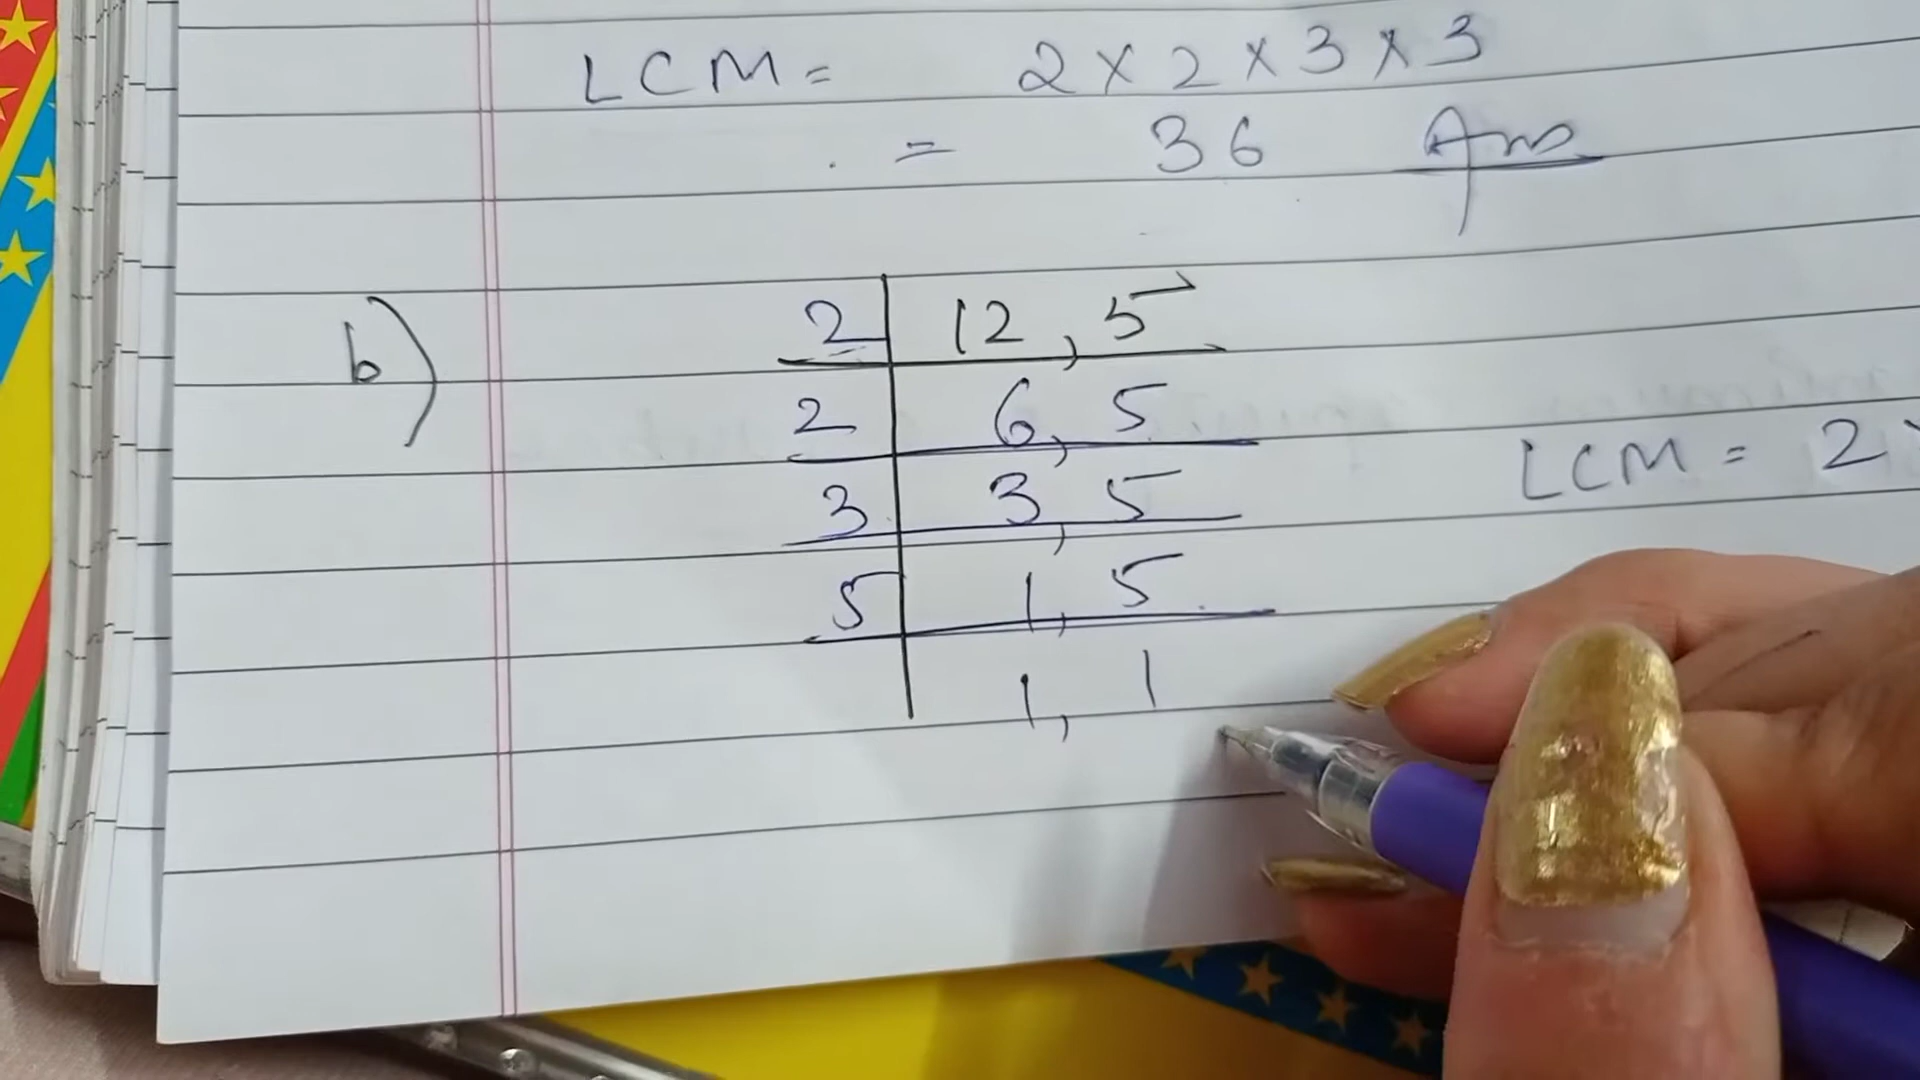 LCM = 2 × 2 × 3 × 3
= 36 Ans
b) 2 | 12, 5
2 | 6, 5
LCM = 2
3 | 3, 5
5 | 1, 5
1, 1